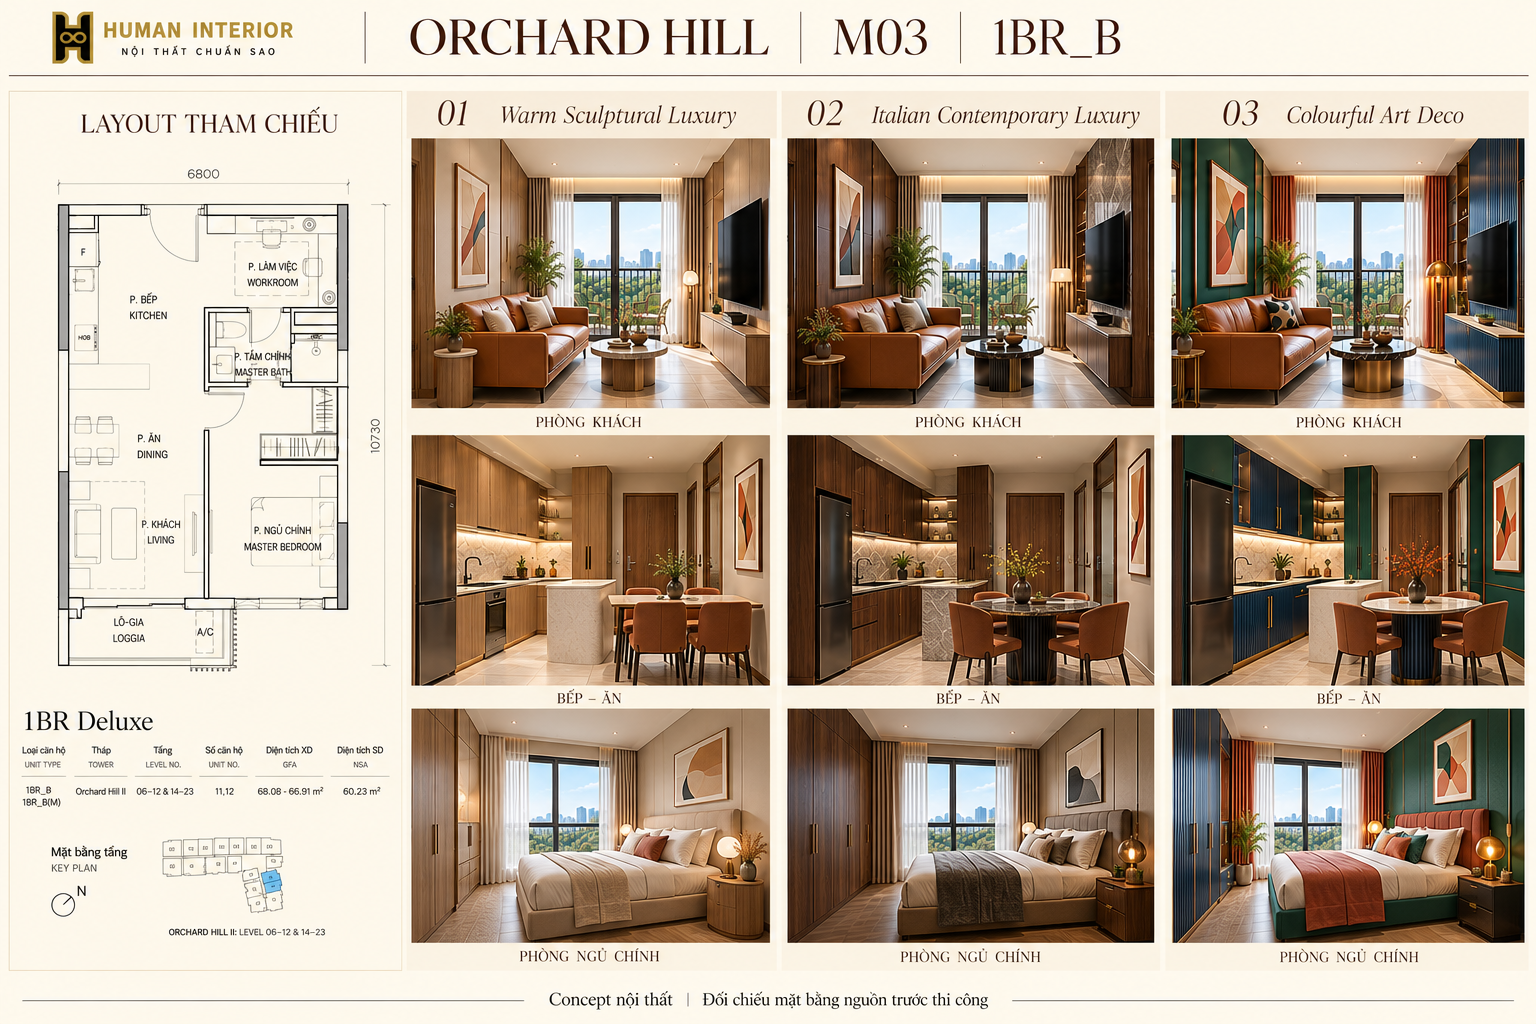 HUMAN INTERIOR
NỘI THẤT CHUẨN SAO
ORCHARD HILL | M03 | 1BR_B
LAYOUT THAM CHIẾU
6800
10730
F
HOB
P. BẾP
KITCHEN
P. LÀM VIỆC
WORKROOM
P. TẮM CHÍNH
MASTER BATH
P. ĂN
DINING
P. KHÁCH
LIVING
P. NGỦ CHÍNH
MASTER BEDROOM
LÔ-GIA
LOGGIA
A/C
1BR Deluxe
Loại căn hộ Tháp Tầng Số căn hộ Diện tích XD Diện tích SD
UNIT TYPE TOWER LEVEL NO. UNIT NO. GFA NSA
1BR_B Orchard Hill II 06–12 & 14–23 11,12 68.08 - 66.91 m² 60.23 m²
1BR_B(M)
Mặt bằng tầng
KEY PLAN
N
ORCHARD HILL II: LEVEL 06–12 & 14–23
01 Warm Sculptural Luxury
PHÒNG KHÁCH
BẾP – ĂN
PHÒNG NGỦ CHÍNH
02 Italian Contemporary Luxury
PHÒNG KHÁCH
BẾP – ĂN
PHÒNG NGỦ CHÍNH
03 Colourful Art Deco
PHÒNG KHÁCH
BẾP – ĂN
PHÒNG NGỦ CHÍNH
Concept nội thất | Đối chiếu mặt bằng nguồn trước thi công